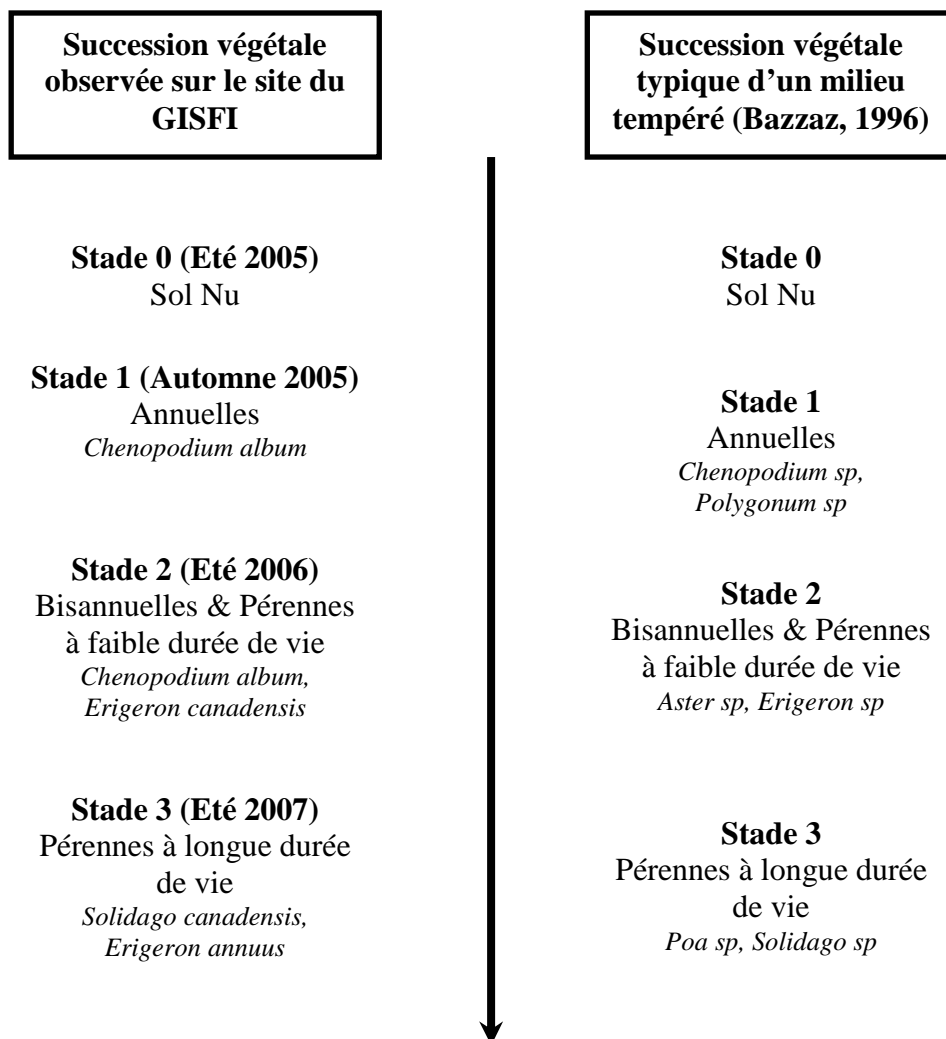 Succession végétale
observée sur le site du
GISFI
Stade 0 (Eté 2005)
Sol Nu
Stade 1 (Automne 2005)
Annuelles
Chenopodium album
Stade 2 (Eté 2006)
Bisannuelles & Pérennes
à faible durée de vie
Chenopodium album,
Erigeron canadensis
Stade 3 (Eté 2007)
Pérennes à longue durée
de vie
Solidago canadensis,
Erigeron annuus
Succession végétale
typique d’un milieu
tempéré (Bazzaz, 1996)
Stade 0
Sol Nu
Stade 1
Annuelles
Chenopodium sp,
Polygonum sp
Stade 2
Bisannuelles & Pérennes
à faible durée de vie
Aster sp, Erigeron sp
Stade 3
Pérennes à longue durée
de vie
Poa sp, Solidago sp